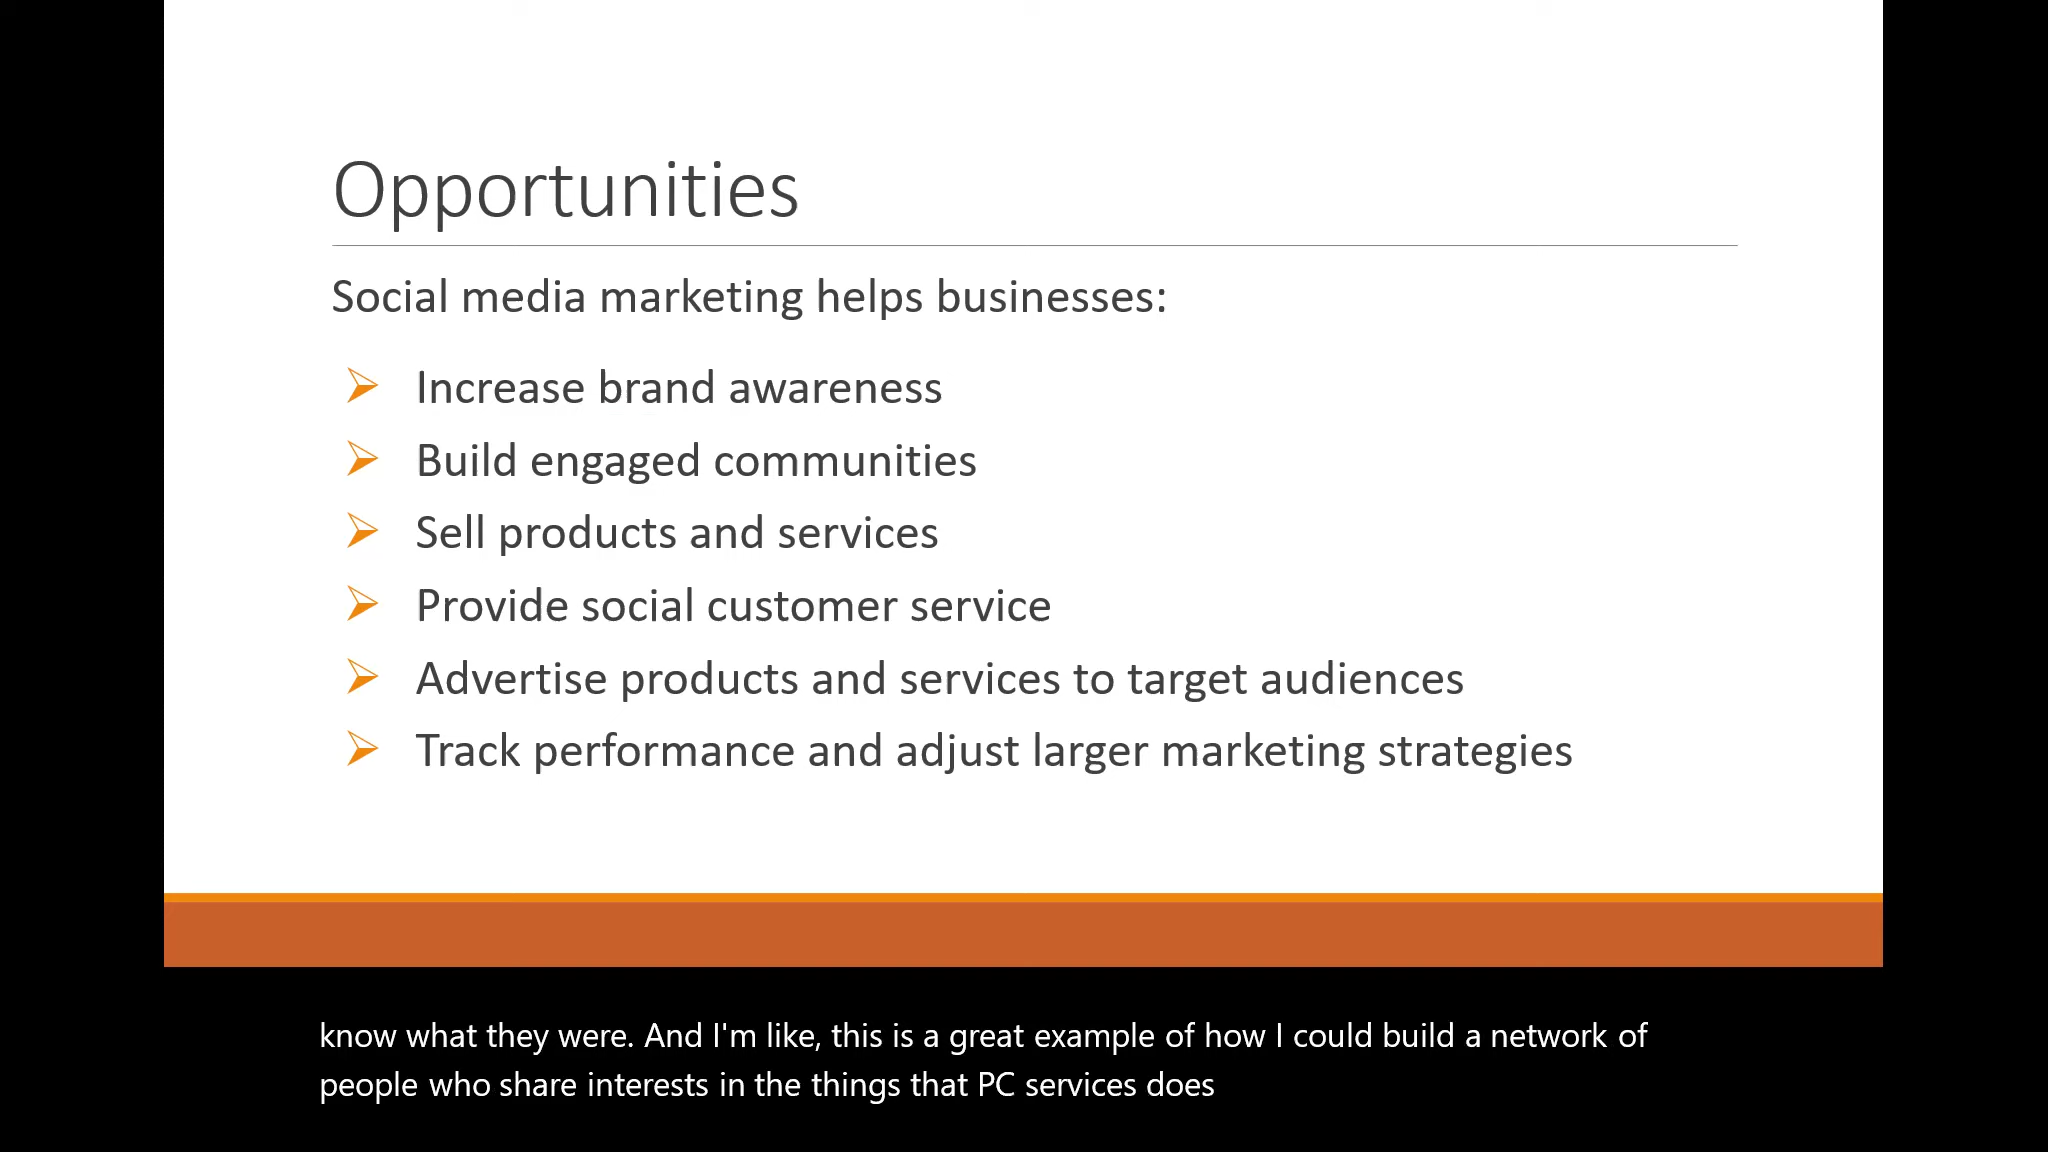 Opportunities
Social media marketing helps businesses:
Increase brand awareness
Build engaged communities
Sell products and services
Provide social customer service
Advertise products and services to target audiences
Track performance and adjust larger marketing strategies
know what they were. And I'm like, this is a great example of how I could build a network of
people who share interests in the things that PC services does